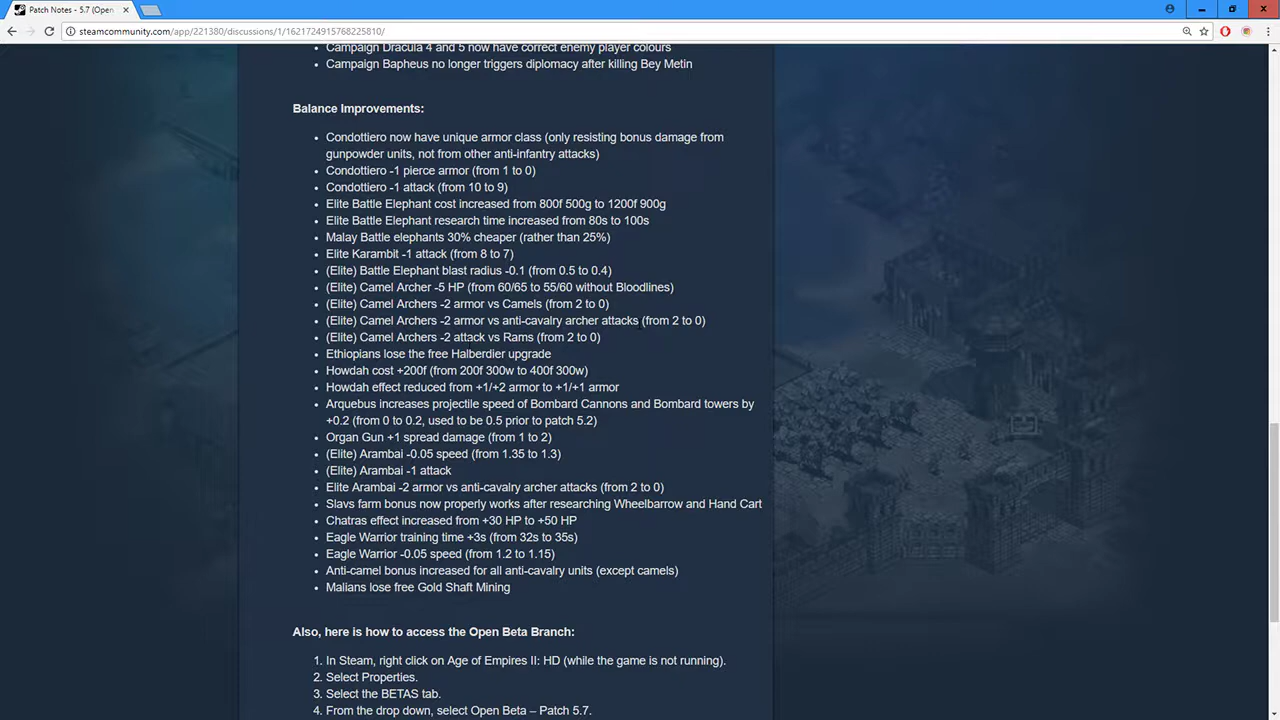 Patch Notes - 5.7 (Open
steamcommunity.com/app/221380/discussions/1/1621724915768225810/
Campaign Dracula 4 and 5 now have correct enemy player colours
Campaign Bapheus no longer triggers diplomacy after killing Bey Metin
Balance Improvements:
Condottiero now have unique armor class (only resisting bonus damage from
gunpowder units, not from other anti-infantry attacks)
Condottiero -1 pierce armor (from 1 to 0)
Condottiero -1 attack (from 10 to 9)
Elite Battle Elephant cost increased from 800f 500g to 1200f 900g
Elite Battle Elephant research time increased from 80s to 100s
Malay Battle elephants 30% cheaper (rather than 25%)
Elite Karambit -1 attack (from 8 to 7)
(Elite) Battle Elephant blast radius -0.1 (from 0.5 to 0.4)
(Elite) Camel Archer -5 HP (from 60/65 to 55/60 without Bloodlines)
(Elite) Camel Archers -2 armor vs Camels (from 2 to 0)
(Elite) Camel Archers -2 armor vs anti-cavalry archer attacks (from 2 to 0)
(Elite) Camel Archers -2 attack vs Rams (from 2 to 0)
Ethiopians lose the free Halberdier upgrade
Howdah cost +200f (from 200f 300w to 400f 300w)
Howdah effect reduced from +1/+2 armor to +1/+1 armor
Arquebus increases projectile speed of Bombard Cannons and Bombard towers by
+0.2 (from 0 to 0.2, used to be 0.5 prior to patch 5.2)
Organ Gun +1 spread damage (from 1 to 2)
(Elite) Arambai -0.05 speed (from 1.35 to 1.3)
(Elite) Arambai -1 attack
Elite Arambai -2 armor vs anti-cavalry archer attacks (from 2 to 0)
Slavs farm bonus now properly works after researching Wheelbarrow and Hand Cart
Chatras effect increased from +30 HP to +50 HP
Eagle Warrior training time +3s (from 32s to 35s)
Eagle Warrior -0.05 speed (from 1.2 to 1.15)
Anti-camel bonus increased for all anti-cavalry units (except camels)
Malians lose free Gold Shaft Mining
Also, here is how to access the Open Beta Branch:
1. In Steam, right click on Age of Empires II: HD (while the game is not running).
2. Select Properties.
3. Select the BETAS tab.
4. From the drop down, select Open Beta – Patch 5.7.